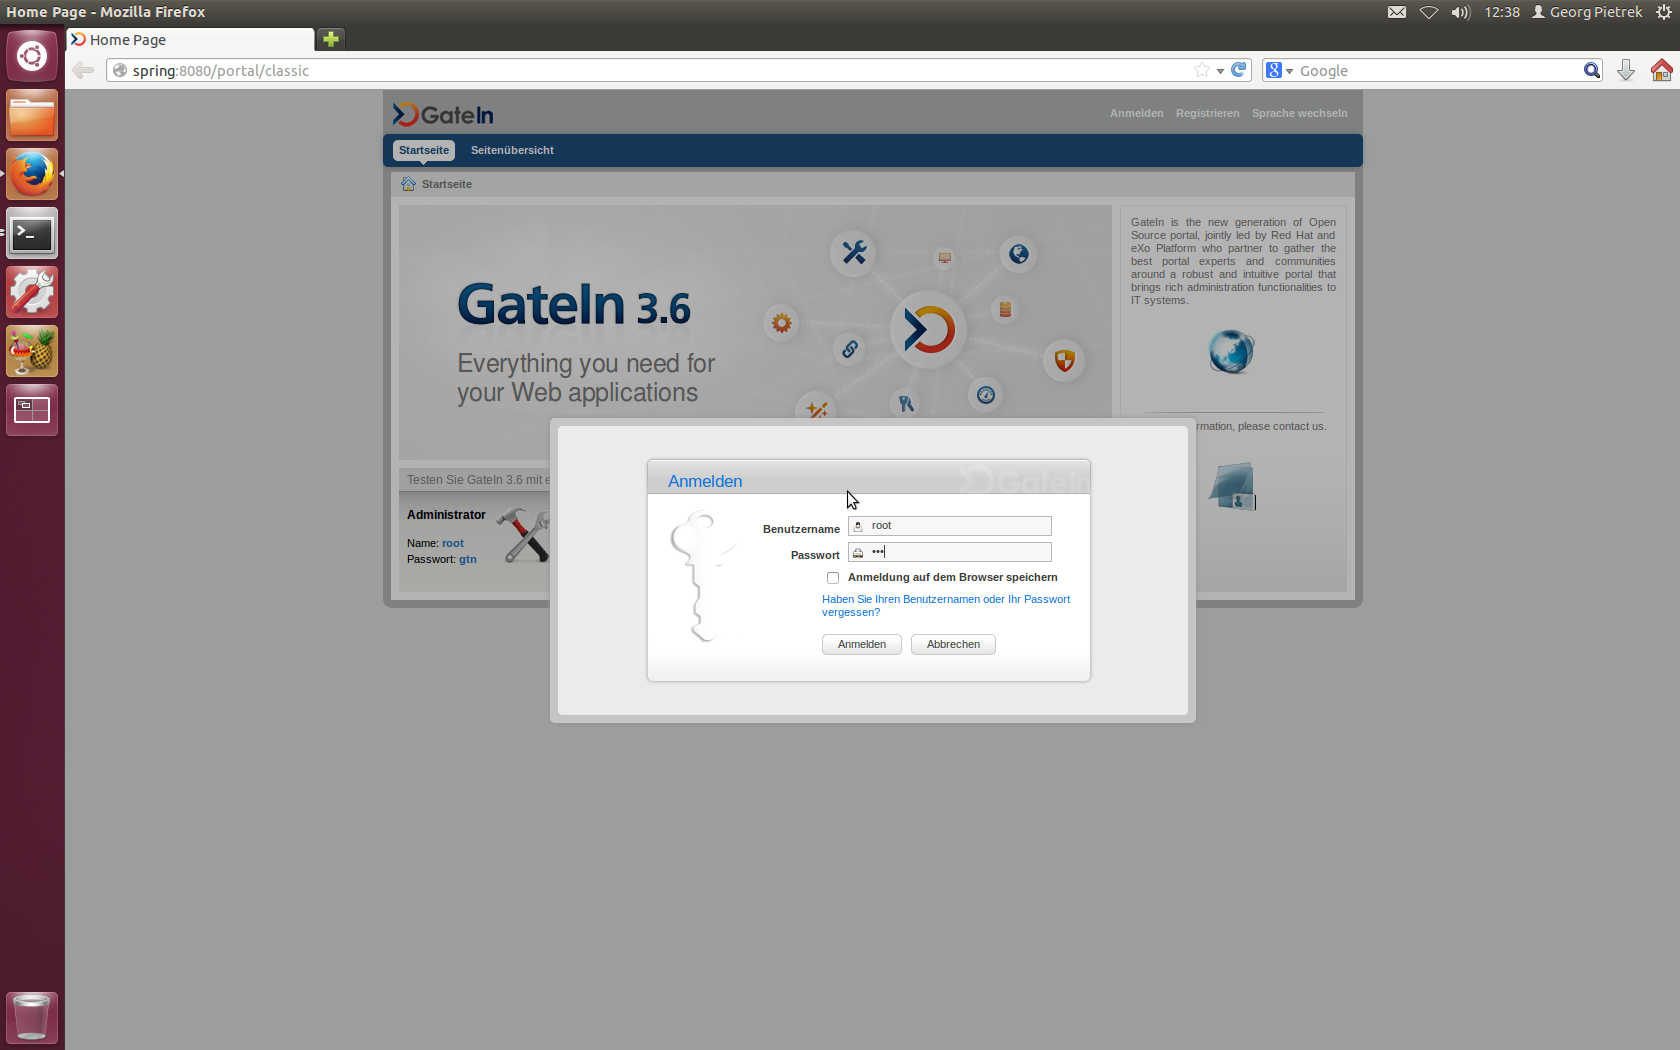 Home Page - Mozilla Firefox
12:38 Georg Pietrek
Home Page
spring:8080/portal/classic
Google
GateIn
Anmelden Registrieren Sprache wechseln
Startseite Seitenübersicht
Startseite
GateIn 3.6
Everything you need for
your Web applications
GateIn is the new generation of Open
Source portal, jointly led by Red Hat and
eXo Platform who partner to gather the
best portal experts and communities
around a robust and intuitive portal that
brings rich administration functionalities to
IT systems.
rmation, please contact us.
Testen Sie GateIn 3.6 mit e
Administrator
Name: root
Passwort: gtn
Anmelden
GateIn
Benutzername root
Passwort •••
Anmeldung auf dem Browser speichern
Haben Sie Ihren Benutzernamen oder Ihr Passwort
vergessen?
Anmelden Abbrechen